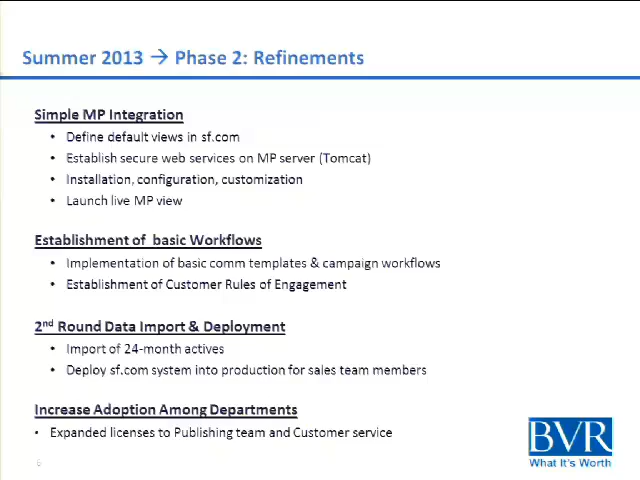 Summer 2013 → Phase 2: Refinements
Simple MP Integration
• Define default views in sf.com
• Establish secure web services on MP server (Tomcat)
• Installation, configuration, customization
• Launch live MP view
Establishment of basic Workflows
• Implementation of basic comm templates & campaign workflows
• Establishment of Customer Rules of Engagement
2nd Round Data Import & Deployment
• Import of 24-month actives
• Deploy sf.com system into production for sales team members
Increase Adoption Among Departments
• Expanded licenses to Publishing team and Customer service
BVR
What It's Worth